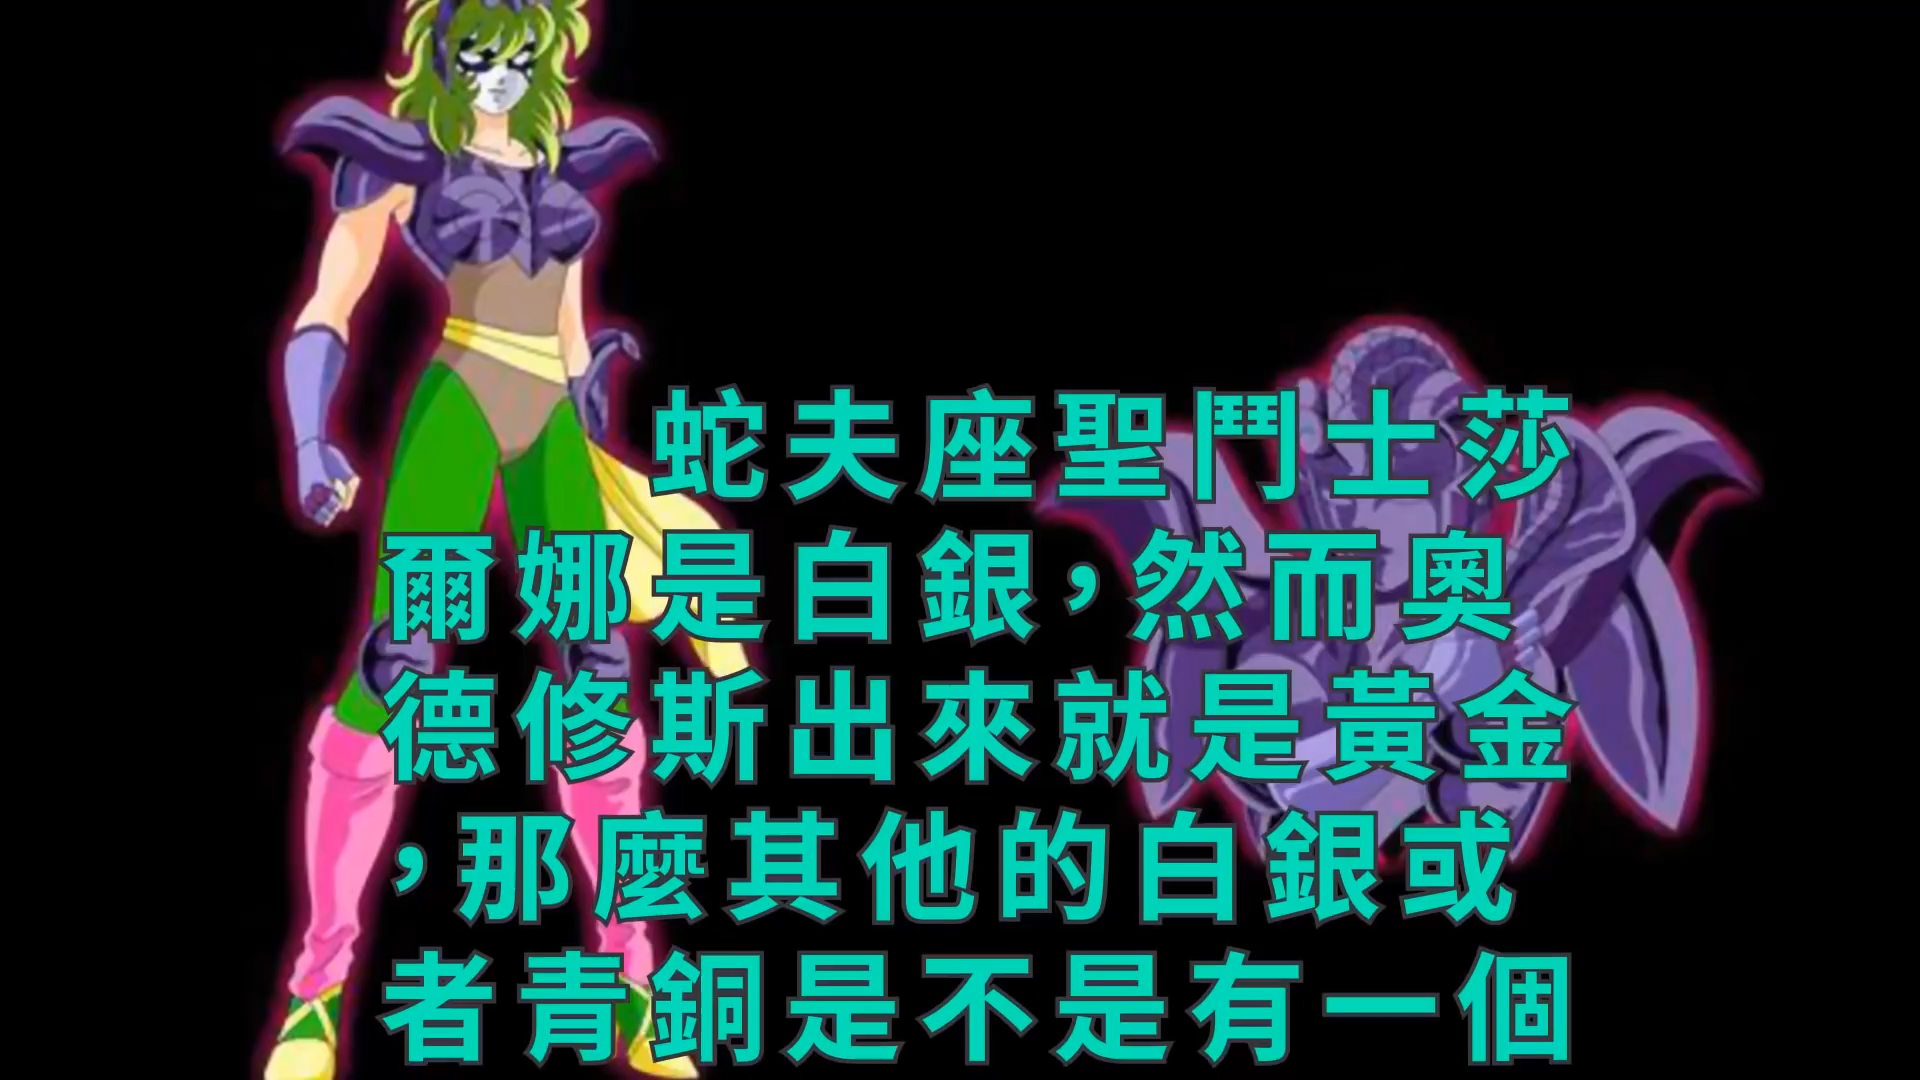 蛇夫座聖鬥士莎
爾娜是白銀，然而奧
德修斯出來就是黃金
，那麼其他的白銀或
者青銅是不是有一個